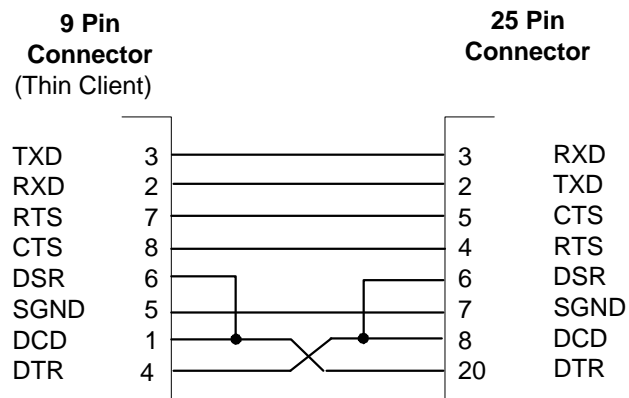 9 Pin
Connector
(Thin Client)
25 Pin
Connector
TXD 3 3 RXD
RXD 2 2 TXD
RTS 7 5 CTS
CTS 8 4 RTS
DSR 6 6 DSR
SGND 5 7 SGND
DCD 1 8 DCD
DTR 4 20 DTR